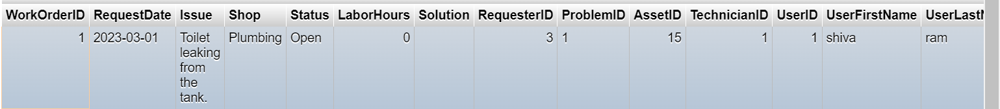 WorkOrderID RequestDate Issue Shop Status LaborHours Solution RequesterID ProblemID AssetID TechnicianID UserID UserFirstName UserLastN
1 2023-03-01 Toilet Plumbing Open 0 3 1 15 1 1 shiva ram
leaking
from
the
tank.